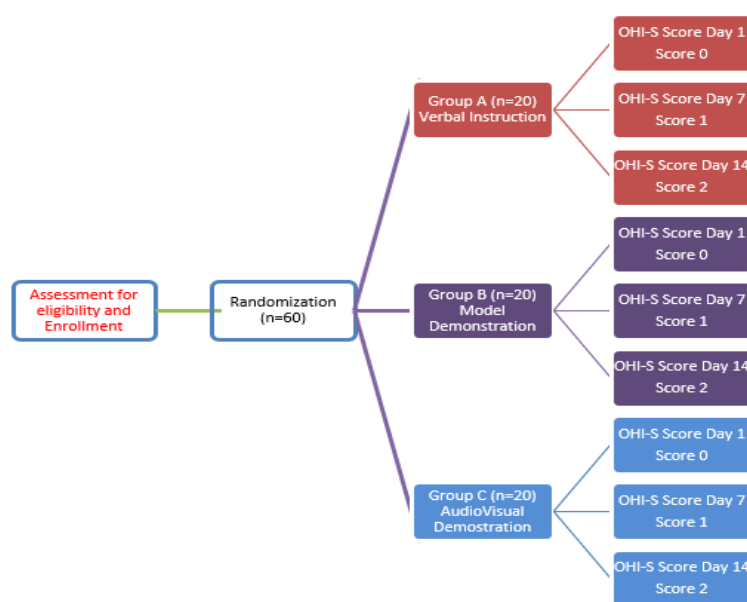 Assessment for
eligibility and
Enrollment
Randomization
(n=60)
Group A (n=20)
Verbal Instruction
OHI-S Score Day 1
Score 0
OHI-S Score Day 7
Score 1
OHI-S Score Day 14
Score 2
Group B (n=20)
Model
Demonstration
OHI-S Score Day 1
Score 0
OHI-S Score Day 7
Score 1
OHI-S Score Day 14
Score 2
Group C (n=20)
AudioVisual
Demostration
OHI-S Score Day 1
Score 0
OHI-S Score Day 7
Score 1
OHI-S Score Day 14
Score 2